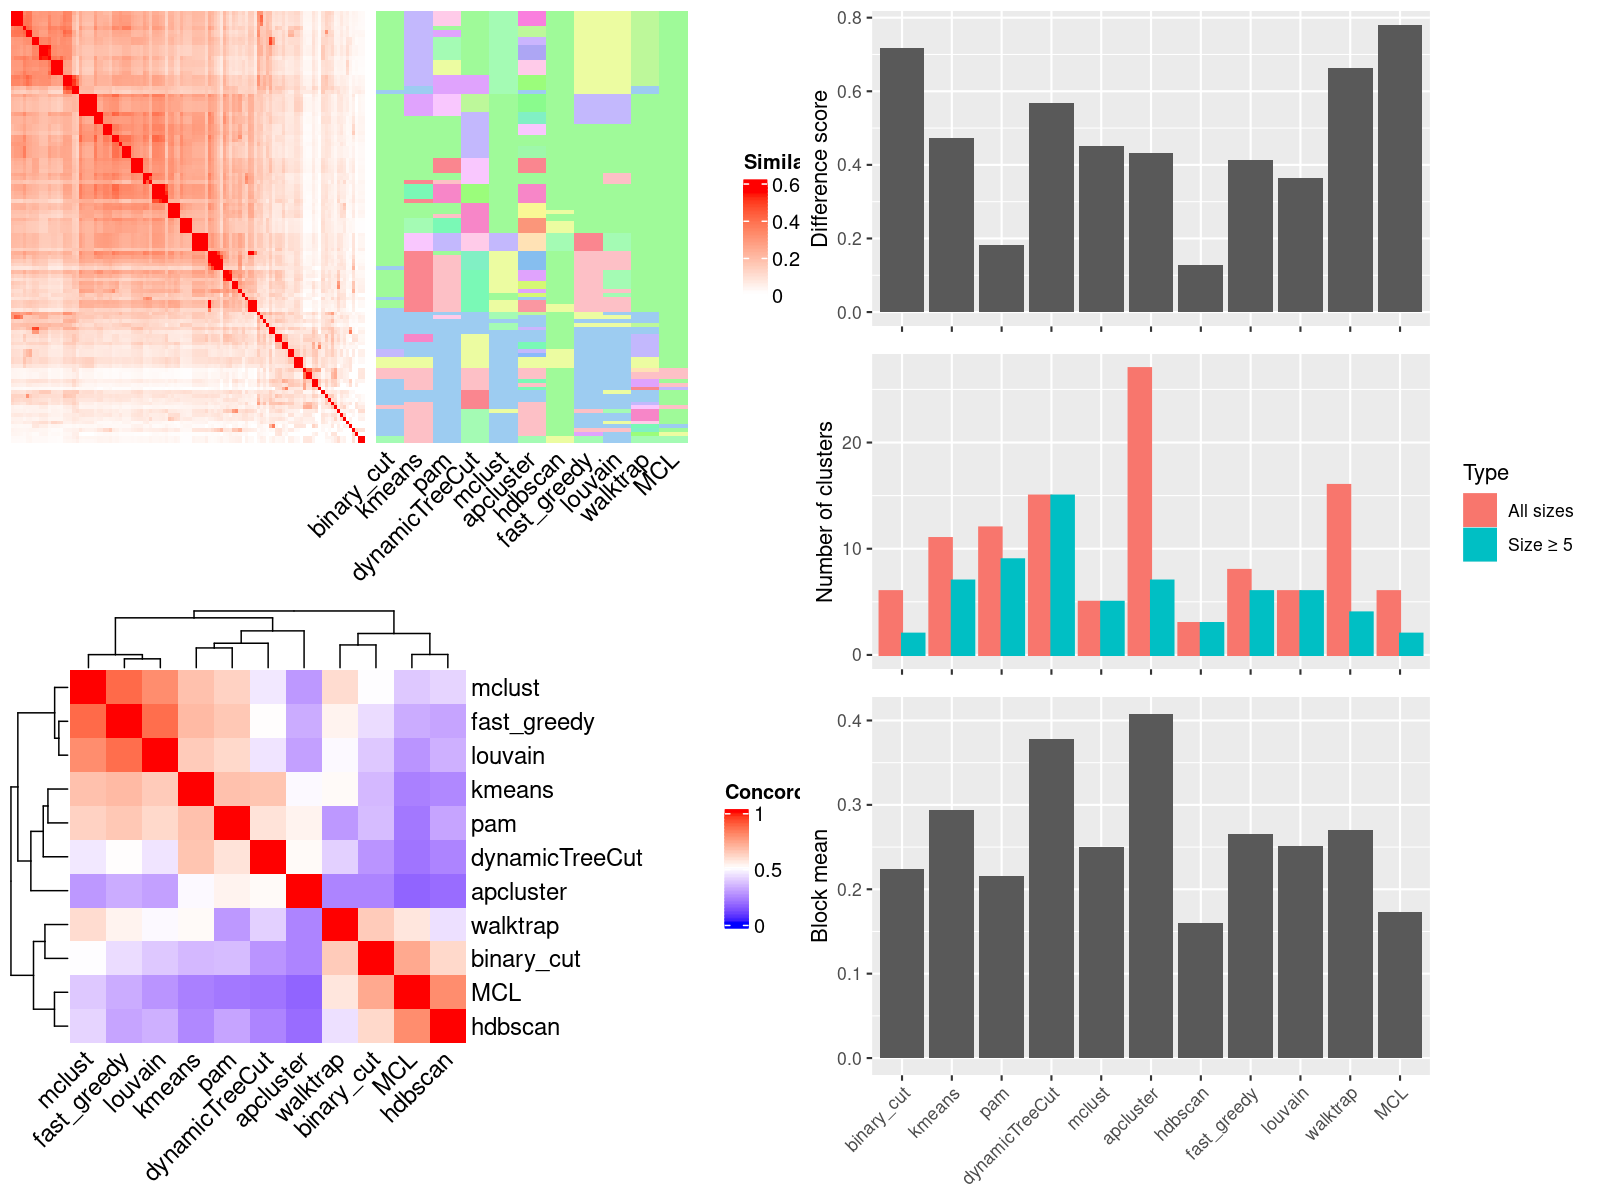 Simila
0.6
0.4
0.2
0
binary_cut
kmeans
pam
dynamicTreeCut
mclust
apcluster
hdbscan
fast_greedy
louvain
walktrap
MCL
mclust
fast_greedy
louvain
kmeans
pam
dynamicTreeCut
apcluster
walktrap
binary_cut
MCL
hdbscan
mclust
fast_greedy
louvain
kmeans
pam
dynamicTreeCut
apcluster
walktrap
binary_cut
MCL
hdbscan
Concord
1
0.5
0
Difference score
0.8
0.6
0.4
0.2
0.0
Number of clusters
20
10
0
Type
All sizes
Size ≥ 5
Block mean
0.4
0.3
0.2
0.1
0.0
binary_cut
kmeans
pam
dynamicTreeCut
mclust
apcluster
hdbscan
fast_greedy
louvain
walktrap
MCL